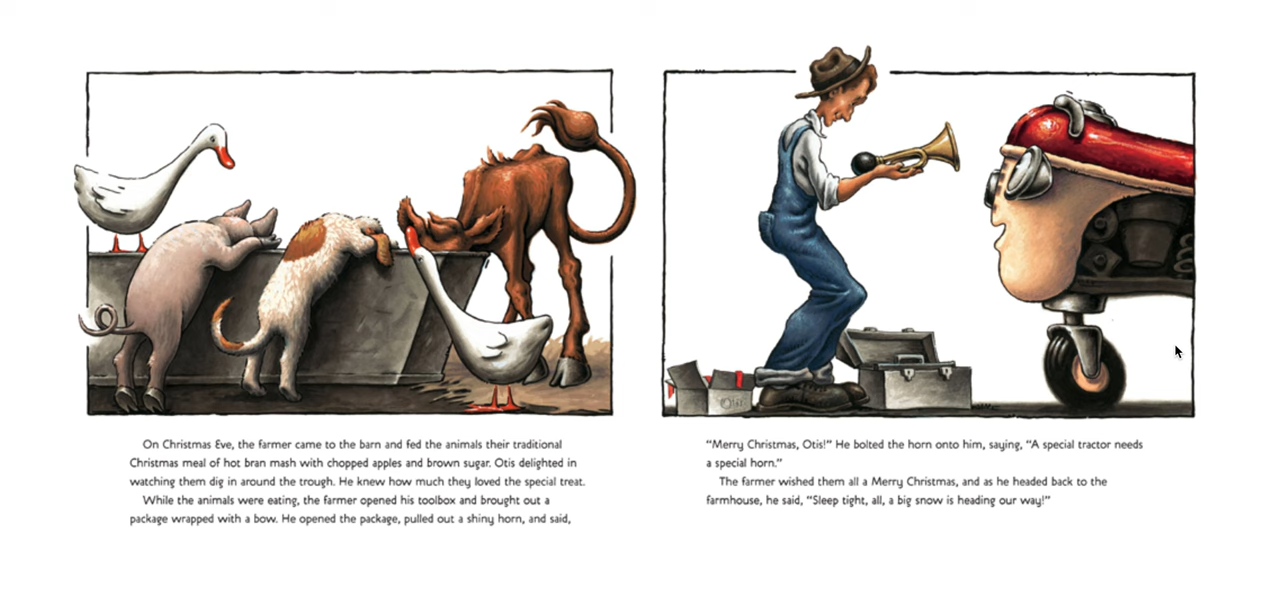 On Christmas Eve, the farmer came to the barn and fed the animals their traditional
Christmas meal of hot bran mash with chopped apples and brown sugar. Otis delighted in
watching them dig in around the trough. He knew how much they loved the special treat.
While the animals were eating, the farmer opened his toolbox and brought out a
package wrapped with a bow. He opened the package, pulled out a shiny horn, and said,
“Merry Christmas, Otis!” He bolted the horn onto him, saying, “A special tractor needs
a special horn.”
The farmer wished them all a Merry Christmas, and as he headed back to the
farmhouse, he said, “Sleep tight, all, a big snow is heading our way!”